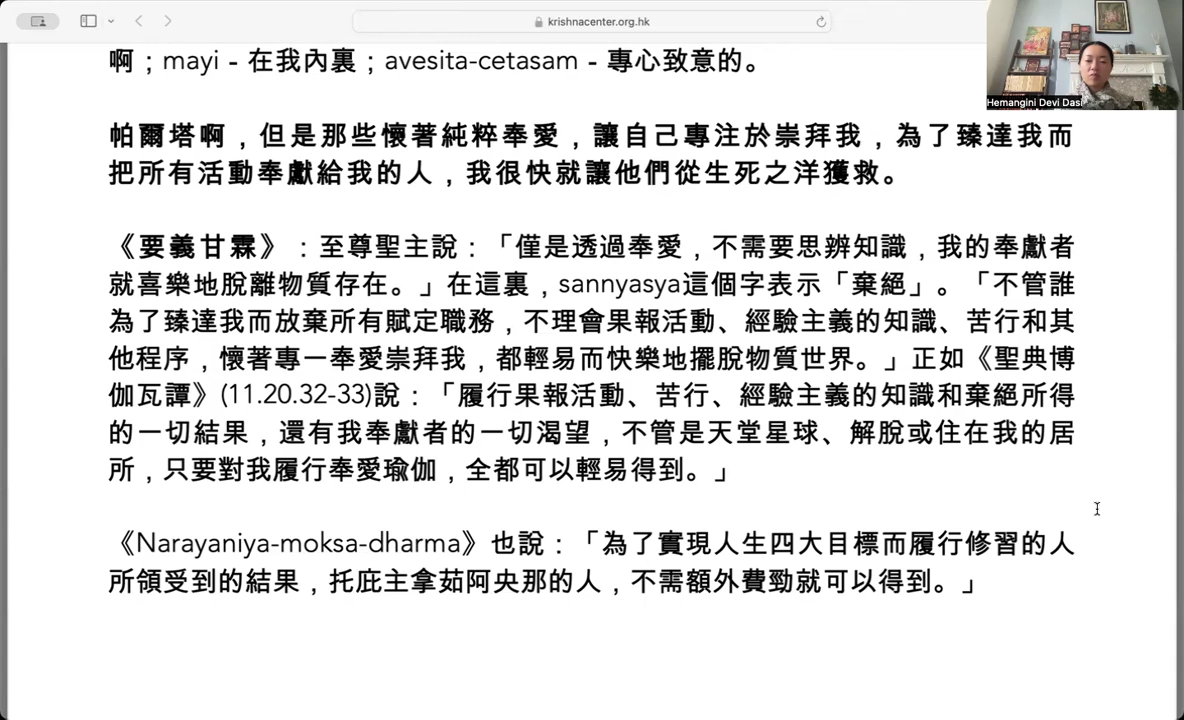 krishnacenter.org.hk
Hemangini Devi Dasi
啊；mayi - 在我內裏；avesita-cetasam - 專心致意的。
帕爾塔啊，但是那些懷著純粹奉愛，讓自己專注於崇拜我，為了臻達我而
把所有活動奉獻給我的人，我很快就讓他們從生死之洋獲救。
《要義甘霖》：至尊聖主說：「僅是透過奉愛，不需要思辨知識，我的奉獻者
就喜樂地脫離物質存在。」在這裏，sannyasya這個字表示「棄絕」。「不管誰
為了臻達我而放棄所有賦定職務，不理會果報活動、經驗主義的知識、苦行和其
他程序，懷著專一奉愛崇拜我，都輕易而快樂地擺脫物質世界。」正如《聖典博
伽瓦譚》(11.20.32-33)說：「履行果報活動、苦行、經驗主義的知識和棄絕所得
的一切結果，還有我奉獻者的一切渴望，不管是天堂星球、解脫或住在我的居
所，只要對我履行奉愛瑜伽，全都可以輕易得到。」
《Narayaniya-moksa-dharma》也說：「為了實現人生四大目標而履行修習的人
所領受到的結果，托庇主拿茹阿央那的人，不需額外費勁就可以得到。」